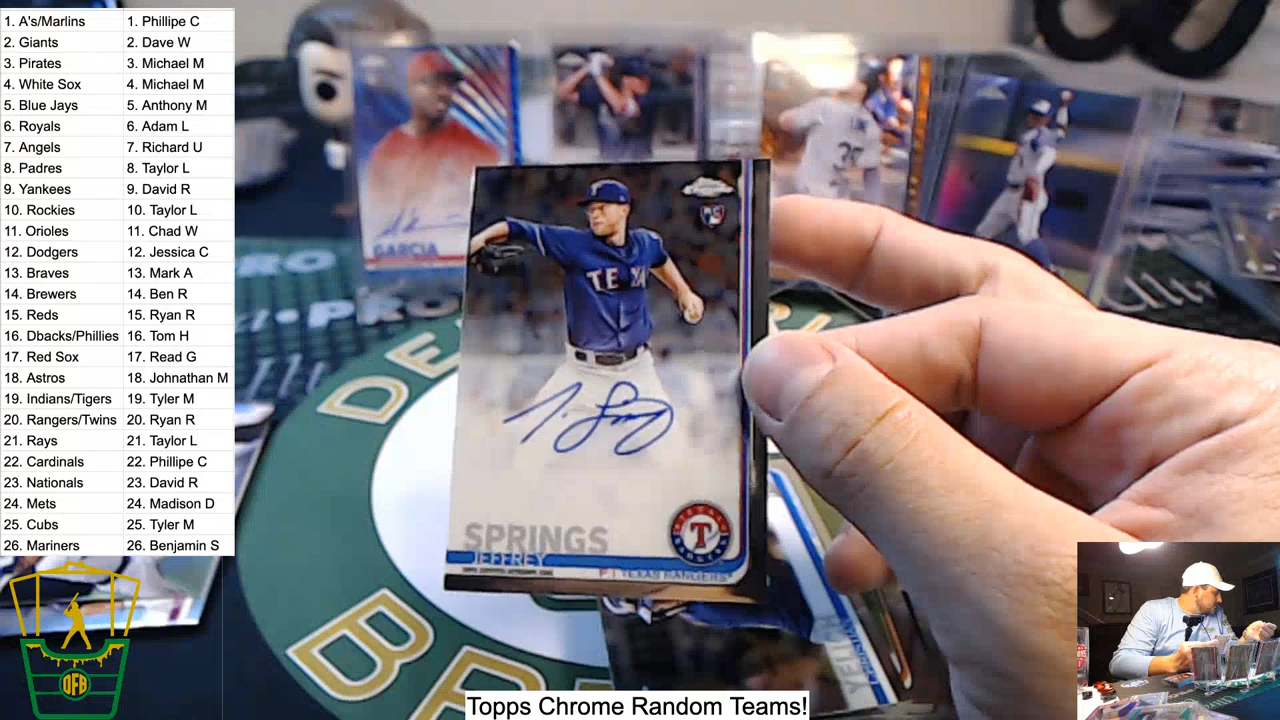 1. A's/Marlins 1. Phillipe C
2. Giants 2. Dave W
3. Pirates 3. Michael M
4. White Sox 4. Michael M
5. Blue Jays 5. Anthony M
6. Royals 6. Adam L
7. Angels 7. Richard U
8. Padres 8. Taylor L
9. Yankees 9. David R
10. Rockies 10. Taylor L
11. Orioles 11. Chad W
12. Dodgers 12. Jessica C
13. Braves 13. Mark A
14. Brewers 14. Ben R
15. Reds 15. Ryan R
16. Dbacks/Phillies 16. Tom H
17. Red Sox 17. Read G
18. Astros 18. Johnathan M
19. Indians/Tigers 19. Tyler M
20. Rangers/Twins 20. Ryan R
21. Rays 21. Taylor L
22. Cardinals 22. Phillipe C
23. Nationals 23. David R
24. Mets 24. Madison D
25. Cubs 25. Tyler M
26. Mariners 26. Benjamin S
GARCIA
SPRINGS
JEFFREY
TEXAS RANGERS
T
DFB
Topps Chrome Random Teams!